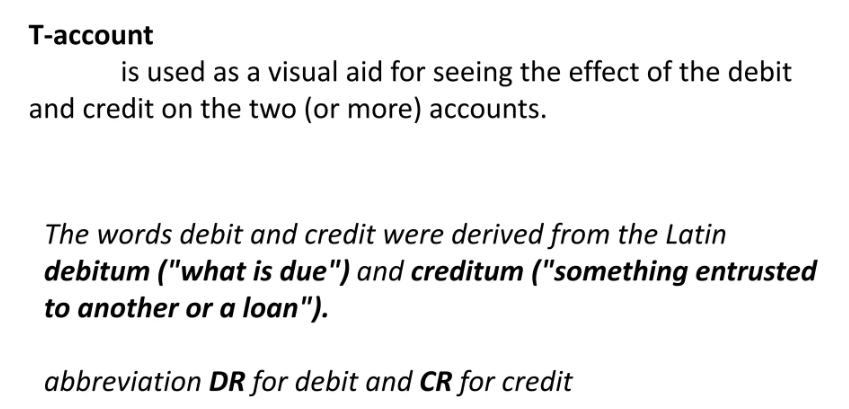 T-account
is used as a visual aid for seeing the effect of the debit
and credit on the two (or more) accounts.
The words debit and credit were derived from the Latin
debitum ("what is due") and creditum ("something entrusted
to another or a loan").
abbreviation DR for debit and CR for credit